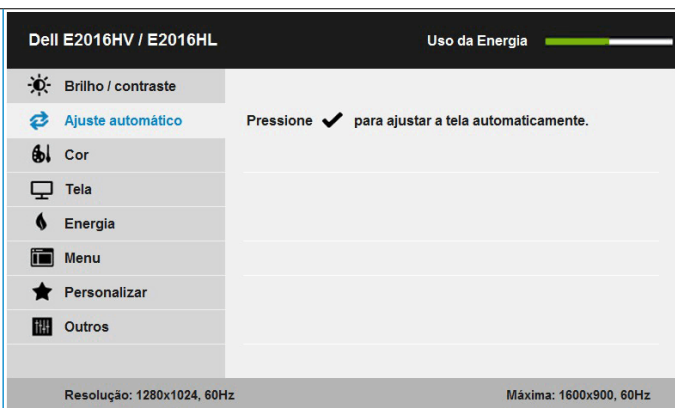 Dell E2016HV / E2016HL
Uso da Energia
Brilho / contraste
Ajuste automático
Pressione ✔ para ajustar a tela automaticamente.
Cor
Tela
Energia
Menu
Personalizar
Outros
Resolução: 1280x1024, 60Hz
Máxima: 1600x900, 60Hz